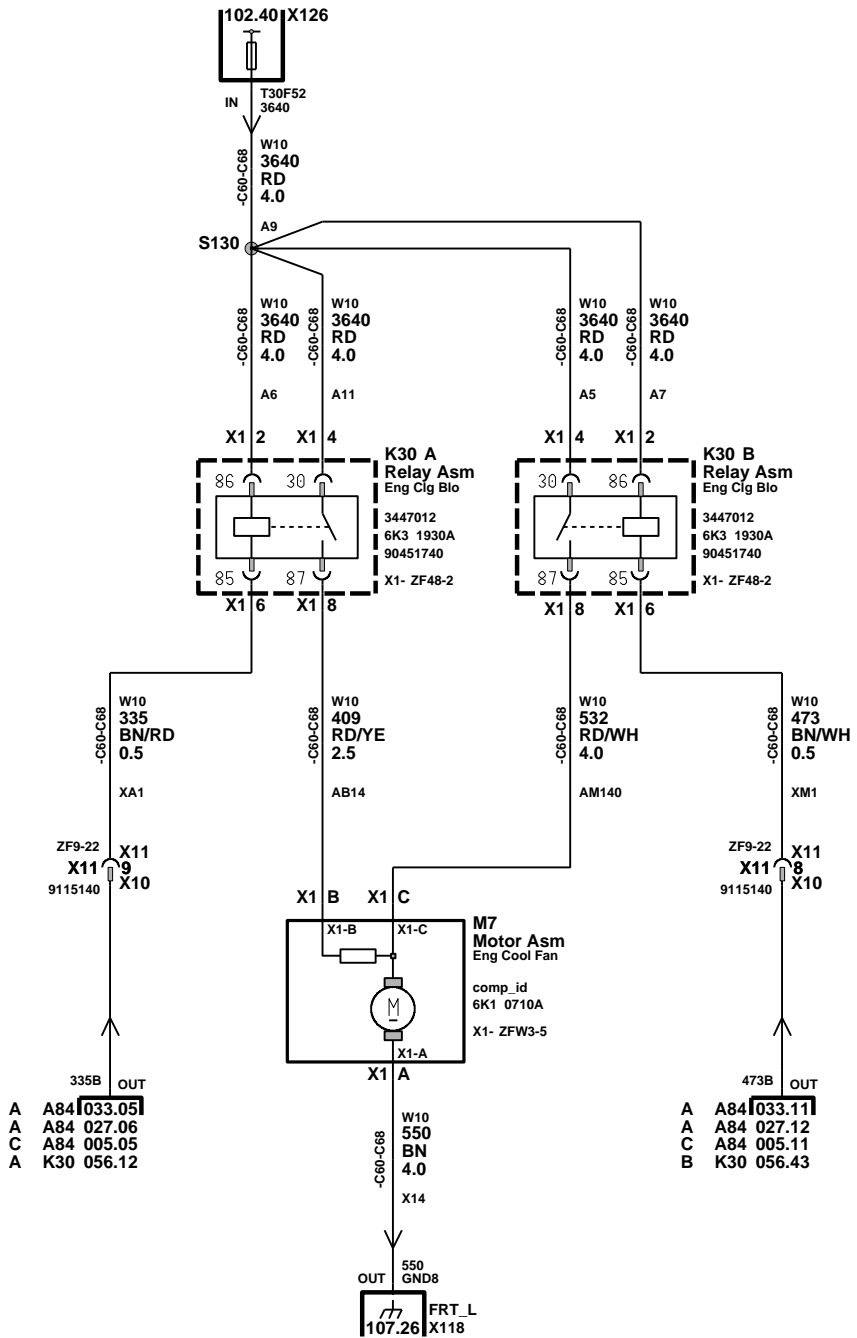 102.40 X126
IN T30F52
3640
-C60-C68
W10
3640
RD
4.0
S130 A9
-C60-C68
W10
3640
RD
4.0
A6
W10
3640
RD
4.0
A11
-C60-C68
W10
3640
RD
4.0
A5
-C60-C68
W10
3640
RD
4.0
A7
X1 2 X1 4
K30 A
Relay Asm
Eng Clg Blo
86 30
3447012
6K3 1930A
90451740
85 87
X1- ZF48-2
X1 6 X1 8
X1 4 X1 2
K30 B
Relay Asm
Eng Clg Blo
30 86
3447012
6K3 1930A
90451740
87 85
X1- ZF48-2
X1 8 X1 6
-C60-C68
W10
335
BN/RD
0.5
XA1
-C60-C68
W10
409
RD/YE
2.5
AB14
-C60-C68
W10
532
RD/WH
4.0
AM140
-C60-C68
W10
473
BN/WH
0.5
XM1
ZF9-22 X11
X11 9
9115140 X10
ZF9-22 X11
X11 8
9115140 X10
X1 B X1 C
X1-B X1-C
M7
Motor Asm
Eng Cool Fan
comp_id
6K1 0710A
M
X1- ZFW3-5
X1-A
X1 A
335B OUT
A A84 033.05
A A84 027.06
C A84 005.05
A K30 056.12
473B OUT
A A84 033.11
A A84 027.12
C A84 005.11
B K30 056.43
-C60-C68
W10
550
BN
4.0
X14
550
OUT GND8
FRT_L
107.26 X118